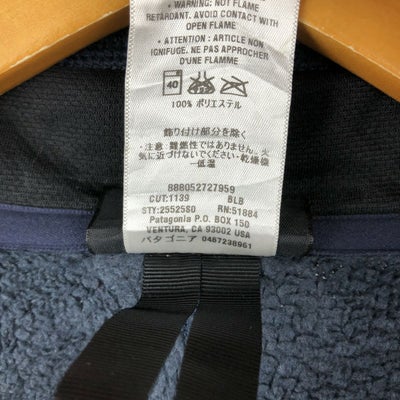 • WARNING: NOT FLAME
RETARDANT. AVOID CONTACT WITH
OPEN FLAME
• ATTENTION : ARTICLE NON
IGNIFUGE. NE PAS APPROCHER
D'UNE FLAMME
40
100% ポリエステル
飾り付け部分を除く
・注意:難燃性ではありません。火
気に近づけないでください・乾燥機
－低温
888052727959
CUT:1139 BLB
STY:25525S0 RN:51884
Patagonia P.O. BOX 150
VENTURA, CA 93002 USA
パタゴニア 0467238961